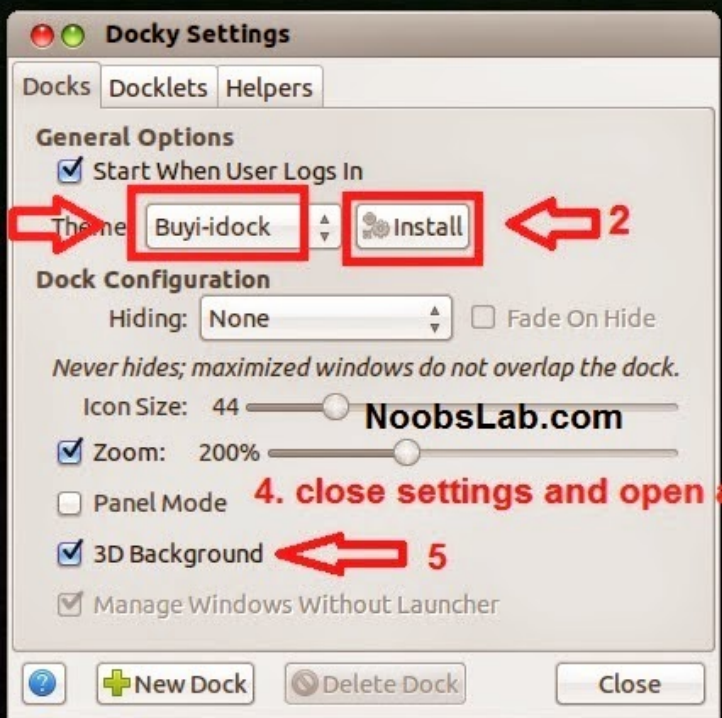 Docky Settings
Docks Docklets Helpers
General Options
Start When User Logs In
Buyi-idock Install 2
Dock Configuration
Hiding: None Fade On Hide
Never hides; maximized windows do not overlap the dock.
Icon Size: 44
NoobsLab.com
Zoom: 200%
Panel Mode 4. close settings and open
3D Background 5
Manage Windows Without Launcher
? New Dock Delete Dock Close